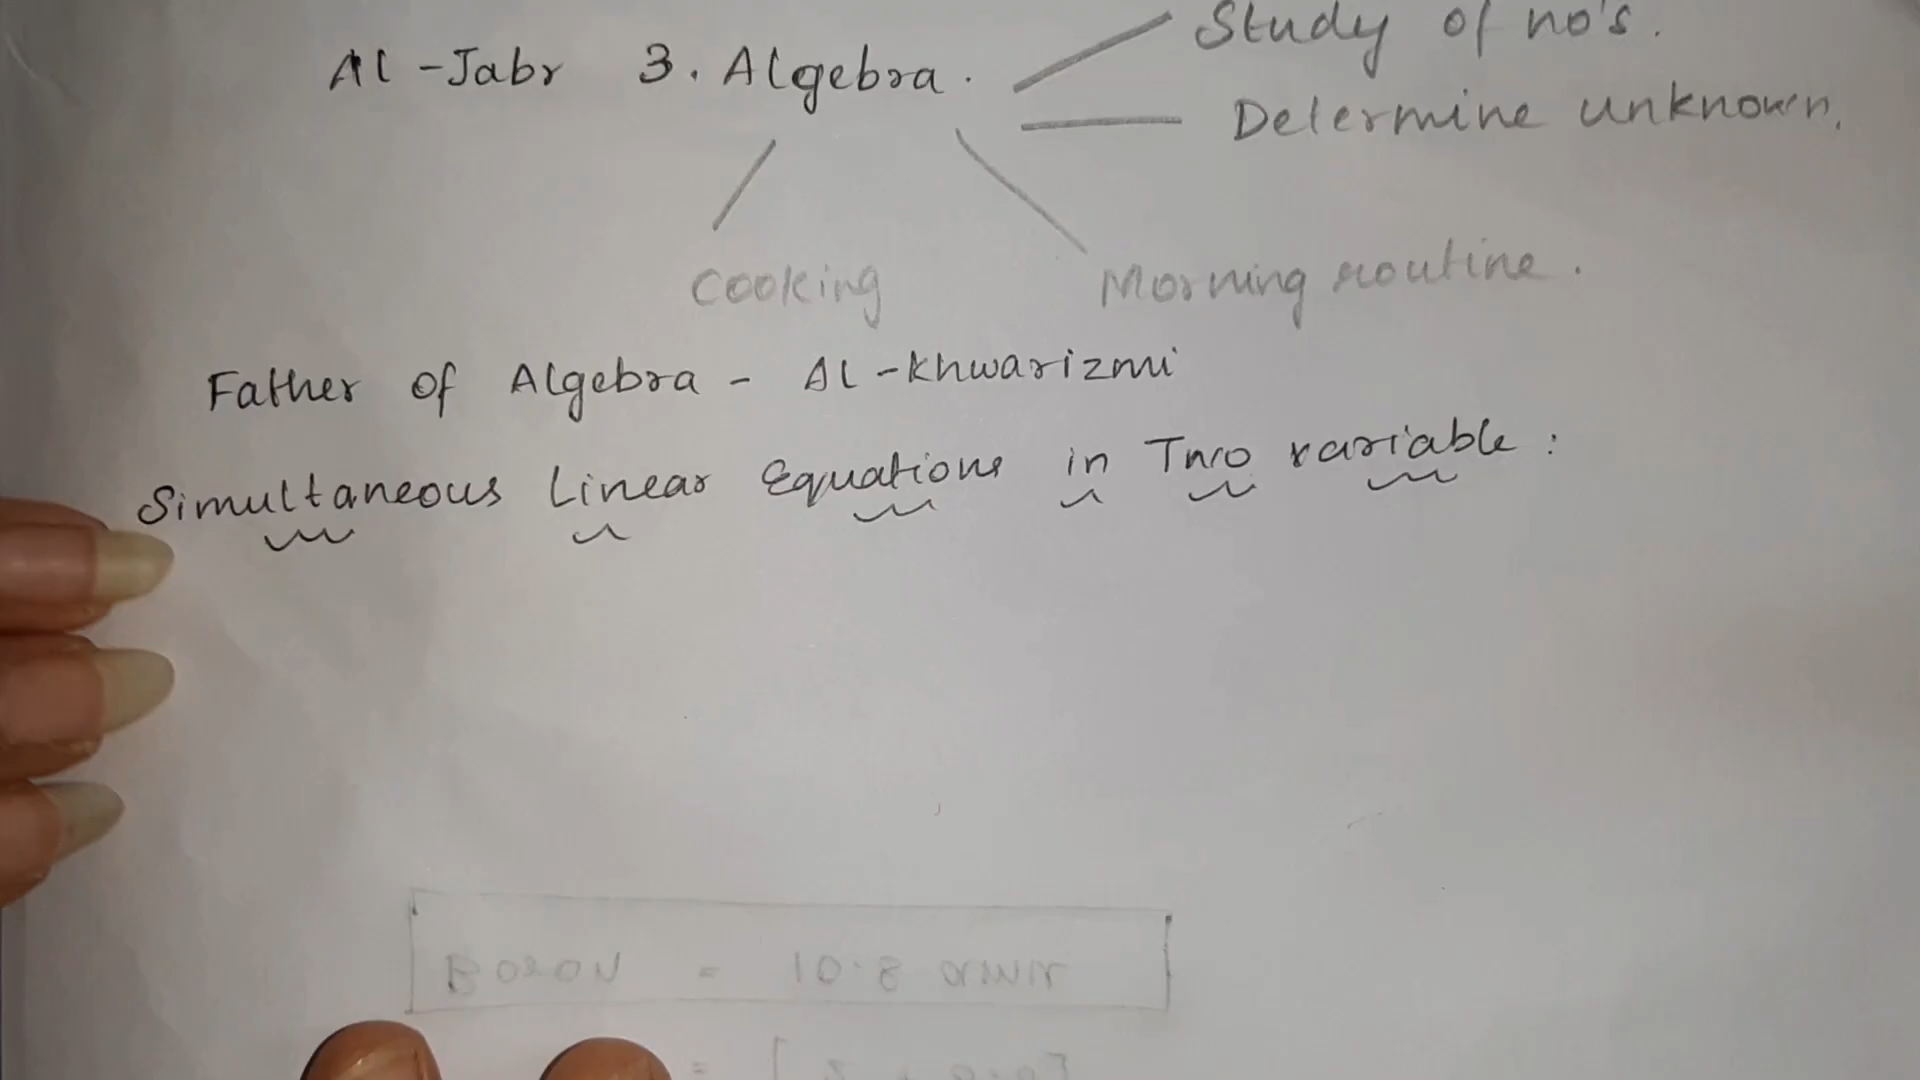 Study of no's.
Al-Jabr 3. Algebra.
Determine unknown.
Cooking
Morning routine.
Father of Algebra - Al-Khwarizmi
Simultaneous Linear Equations in Two variable: